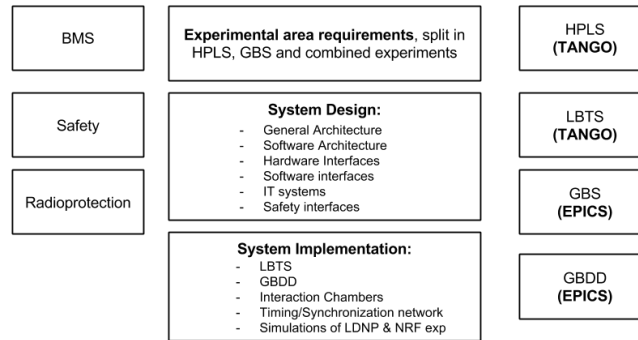 BMS
Safety
Radioprotection
Experimental area requirements, split in
HPLS, GBS and combined experiments
System Design:
- General Architecture
- Software Architecture
- Hardware Interfaces
- Software interfaces
- IT systems
- Safety interfaces
System Implementation:
- LBTS
- GBDD
- Interaction Chambers
- Timing/Synchronization network
- Simulations of LDNP & NRF exp
HPLS
(TANGO)
LBTS
(TANGO)
GBS
(EPICS)
GBDD
(EPICS)